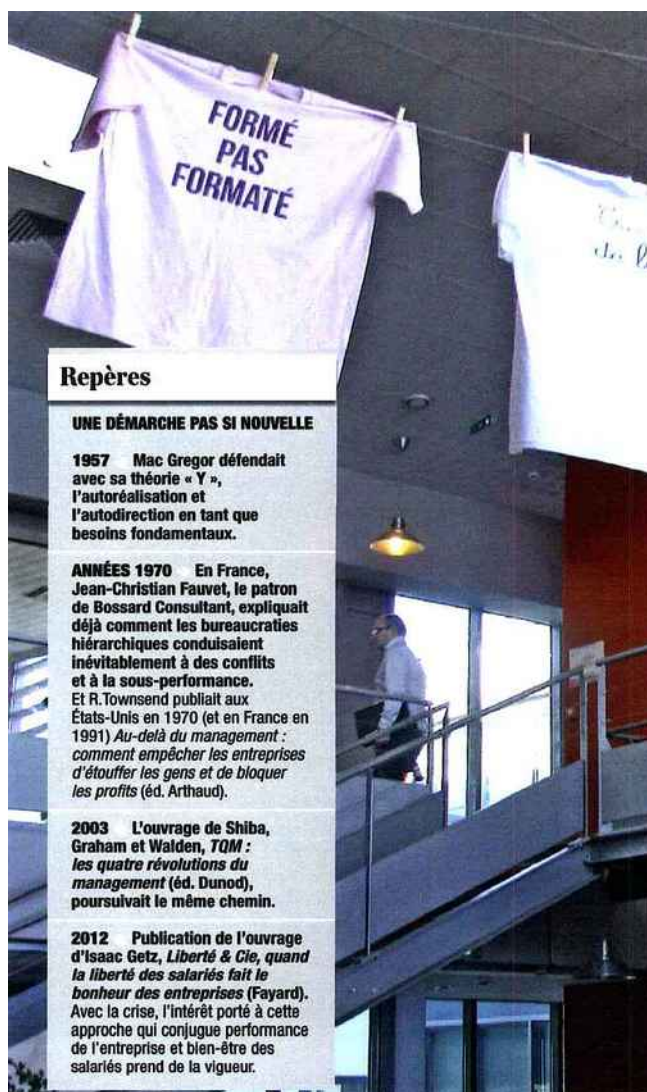 FORMÉ
PAS
FORMATÉ
de
Repères
UNE DÉMARCHE PAS SI NOUVELLE
1957 Mac Gregor défendait
avec sa théorie « Y »,
l'autoréalisation et
l'autodirection en tant que
besoins fondamentaux.
ANNÉES 1970 En France,
Jean-Christian Fauvet, le patron
de Bossard Consultant, expliquait
déjà comment les bureaucraties
hiérarchiques conduisaient
inévitablement à des conflits
et à la sous-performance.
Et R.Townsend publiait aux
États-Unis en 1970 (et en France en
1991) Au-delà du management :
comment empêcher les entreprises
d'étouffer les gens et de bloquer
les profits (éd. Arthaud).
2003 L'ouvrage de Shiba,
Graham et Walden, TQM :
les quatre révolutions du
management (éd. Dunod),
poursuivait le même chemin.
2012 Publication de l'ouvrage
d'Isaac Getz, Liberté & Cie, quand
la liberté des salariés fait le
bonheur des entreprises (Fayard).
Avec la crise, l'intérêt porté à cette
approche qui conjugue performance
de l'entreprise et bien-être des
salariés prend de la vigueur.